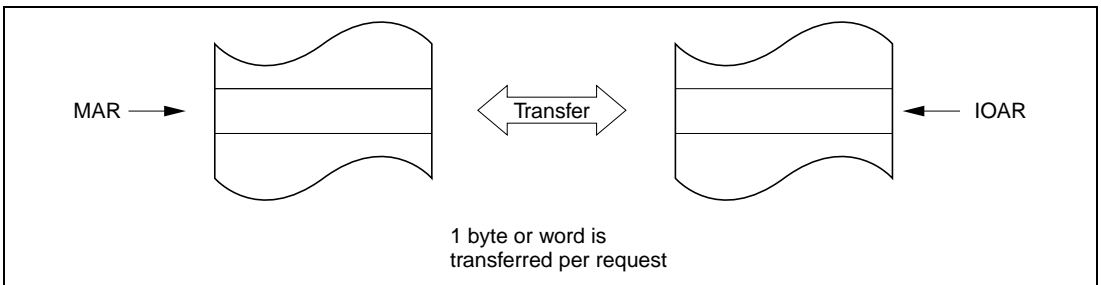 MAR
Transfer
IOAR
1 byte or word is
transferred per request